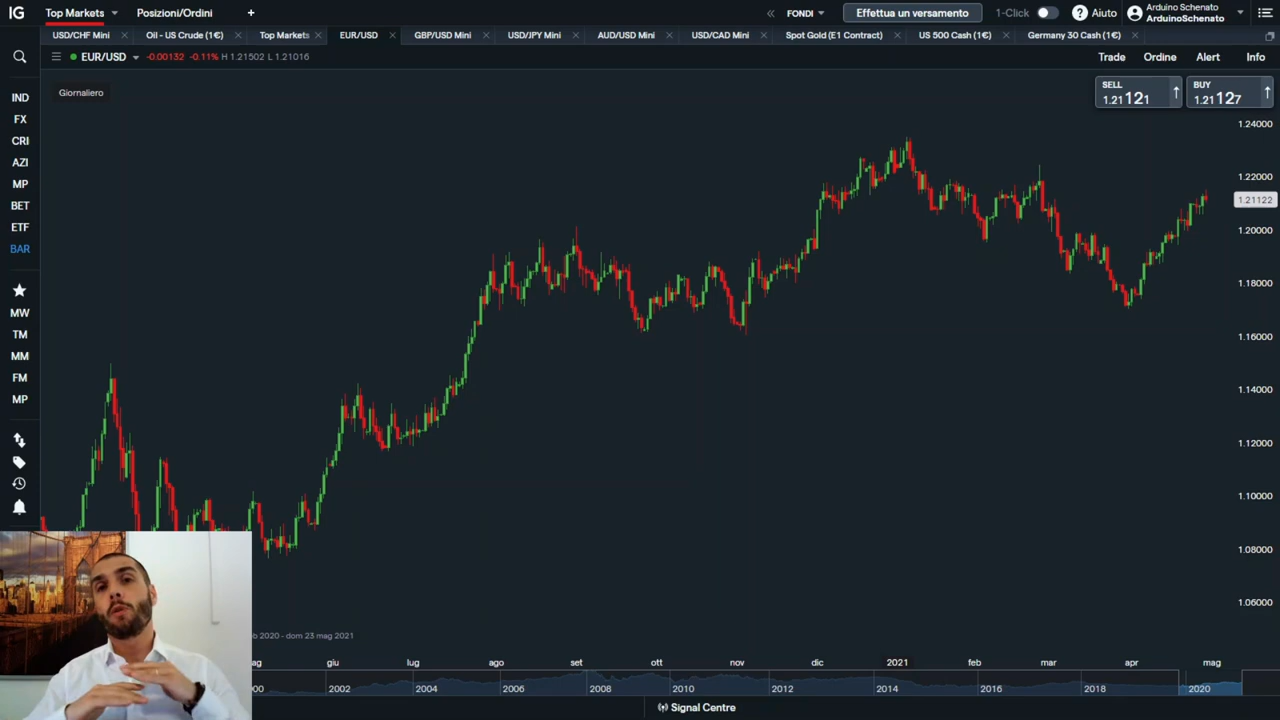 IG Top Markets Posizioni/Ordini + « FONDI Effettua un versamento 1-Click Aiuto Arduino Schenato
ArduinoSchenato
USD/CHF Mini Oil - US Crude (1€) Top Markets EUR/USD GBP/USD Mini USD/JPY Mini AUD/USD Mini USD/CAD Mini Spot Gold (E1 Contract) US 500 Cash (1€) Germany 30 Cash (1€)
EUR/USD -0.00132 -0.11% H 1.21502 L 1.21016 Trade Ordine Alert Info
Giornaliero
SELL BUY
1.21121 1.21127
IND
FX
CRI
AZI
MP
BET
ETF
BAR
MW
TM
MM
FM
MP
1.24000
1.22000
1.21122
1.20000
1.18000
1.16000
1.14000
1.12000
1.10000
1.08000
1.06000
2020 - dom 23 mag 2021
giu lug ago set ott nov dic 2021 feb mar apr mag
2002 2004 2006 2008 2010 2012 2014 2016 2018 2020
Signal Centre